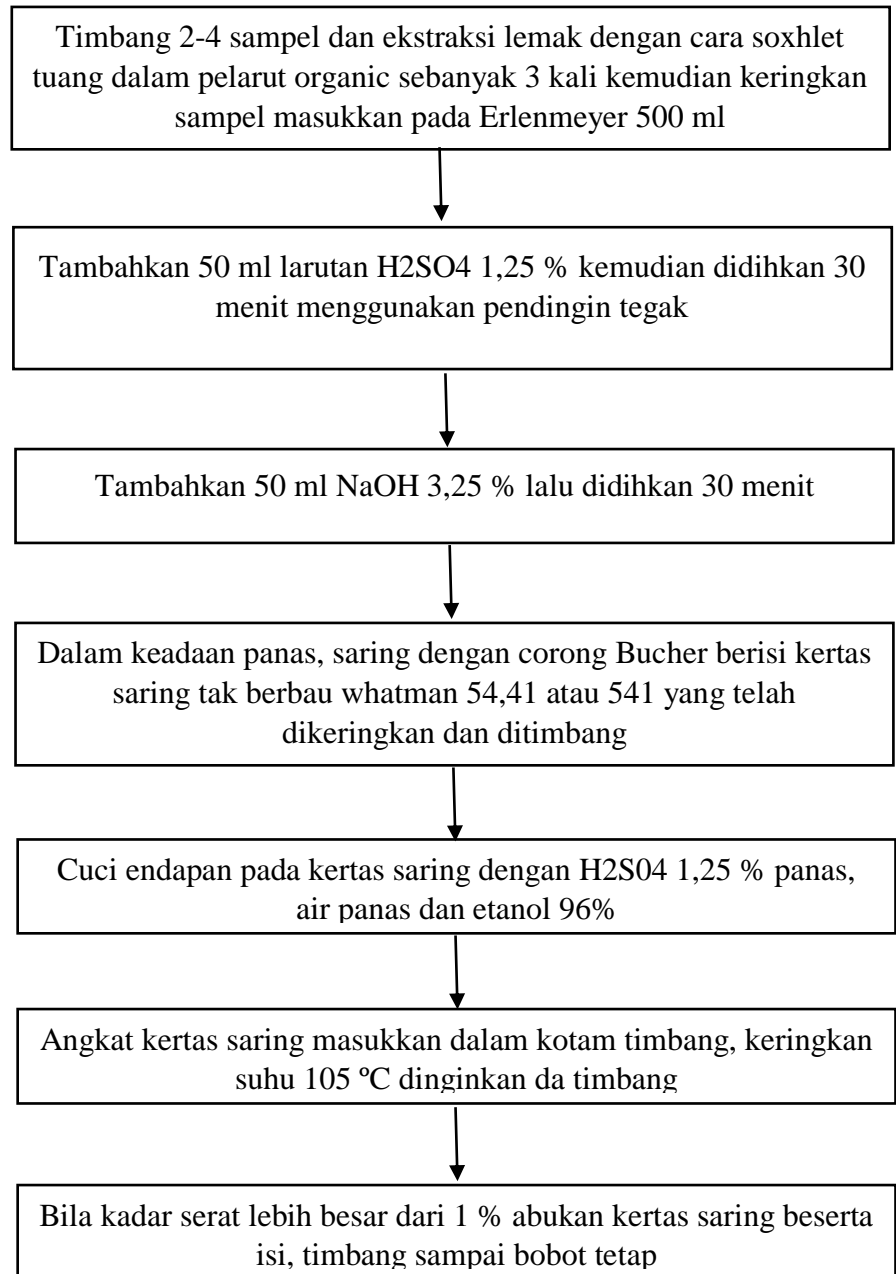 Timbang 2-4 sampel dan ekstraksi lemak dengan cara soxhlet
tuang dalam pelarut organic sebanyak 3 kali kemudian keringkan
sampel masukkan pada Erlenmeyer 500 ml
Tambahkan 50 ml larutan H2SO4 1,25 % kemudian didihkan 30
menit menggunakan pendingin tegak
Tambahkan 50 ml NaOH 3,25 % lalu didihkan 30 menit
Dalam keadaan panas, saring dengan corong Bucher berisi kertas
saring tak berbau whatman 54,41 atau 541 yang telah
dikeringkan dan ditimbang
Cuci endapan pada kertas saring dengan H2S04 1,25 % panas,
air panas dan etanol 96%
Angkat kertas saring masukkan dalam kotam timbang, keringkan
suhu 105 ºC dinginkan da timbang
Bila kadar serat lebih besar dari 1 % abukan kertas saring beserta
isi, timbang sampai bobot tetap